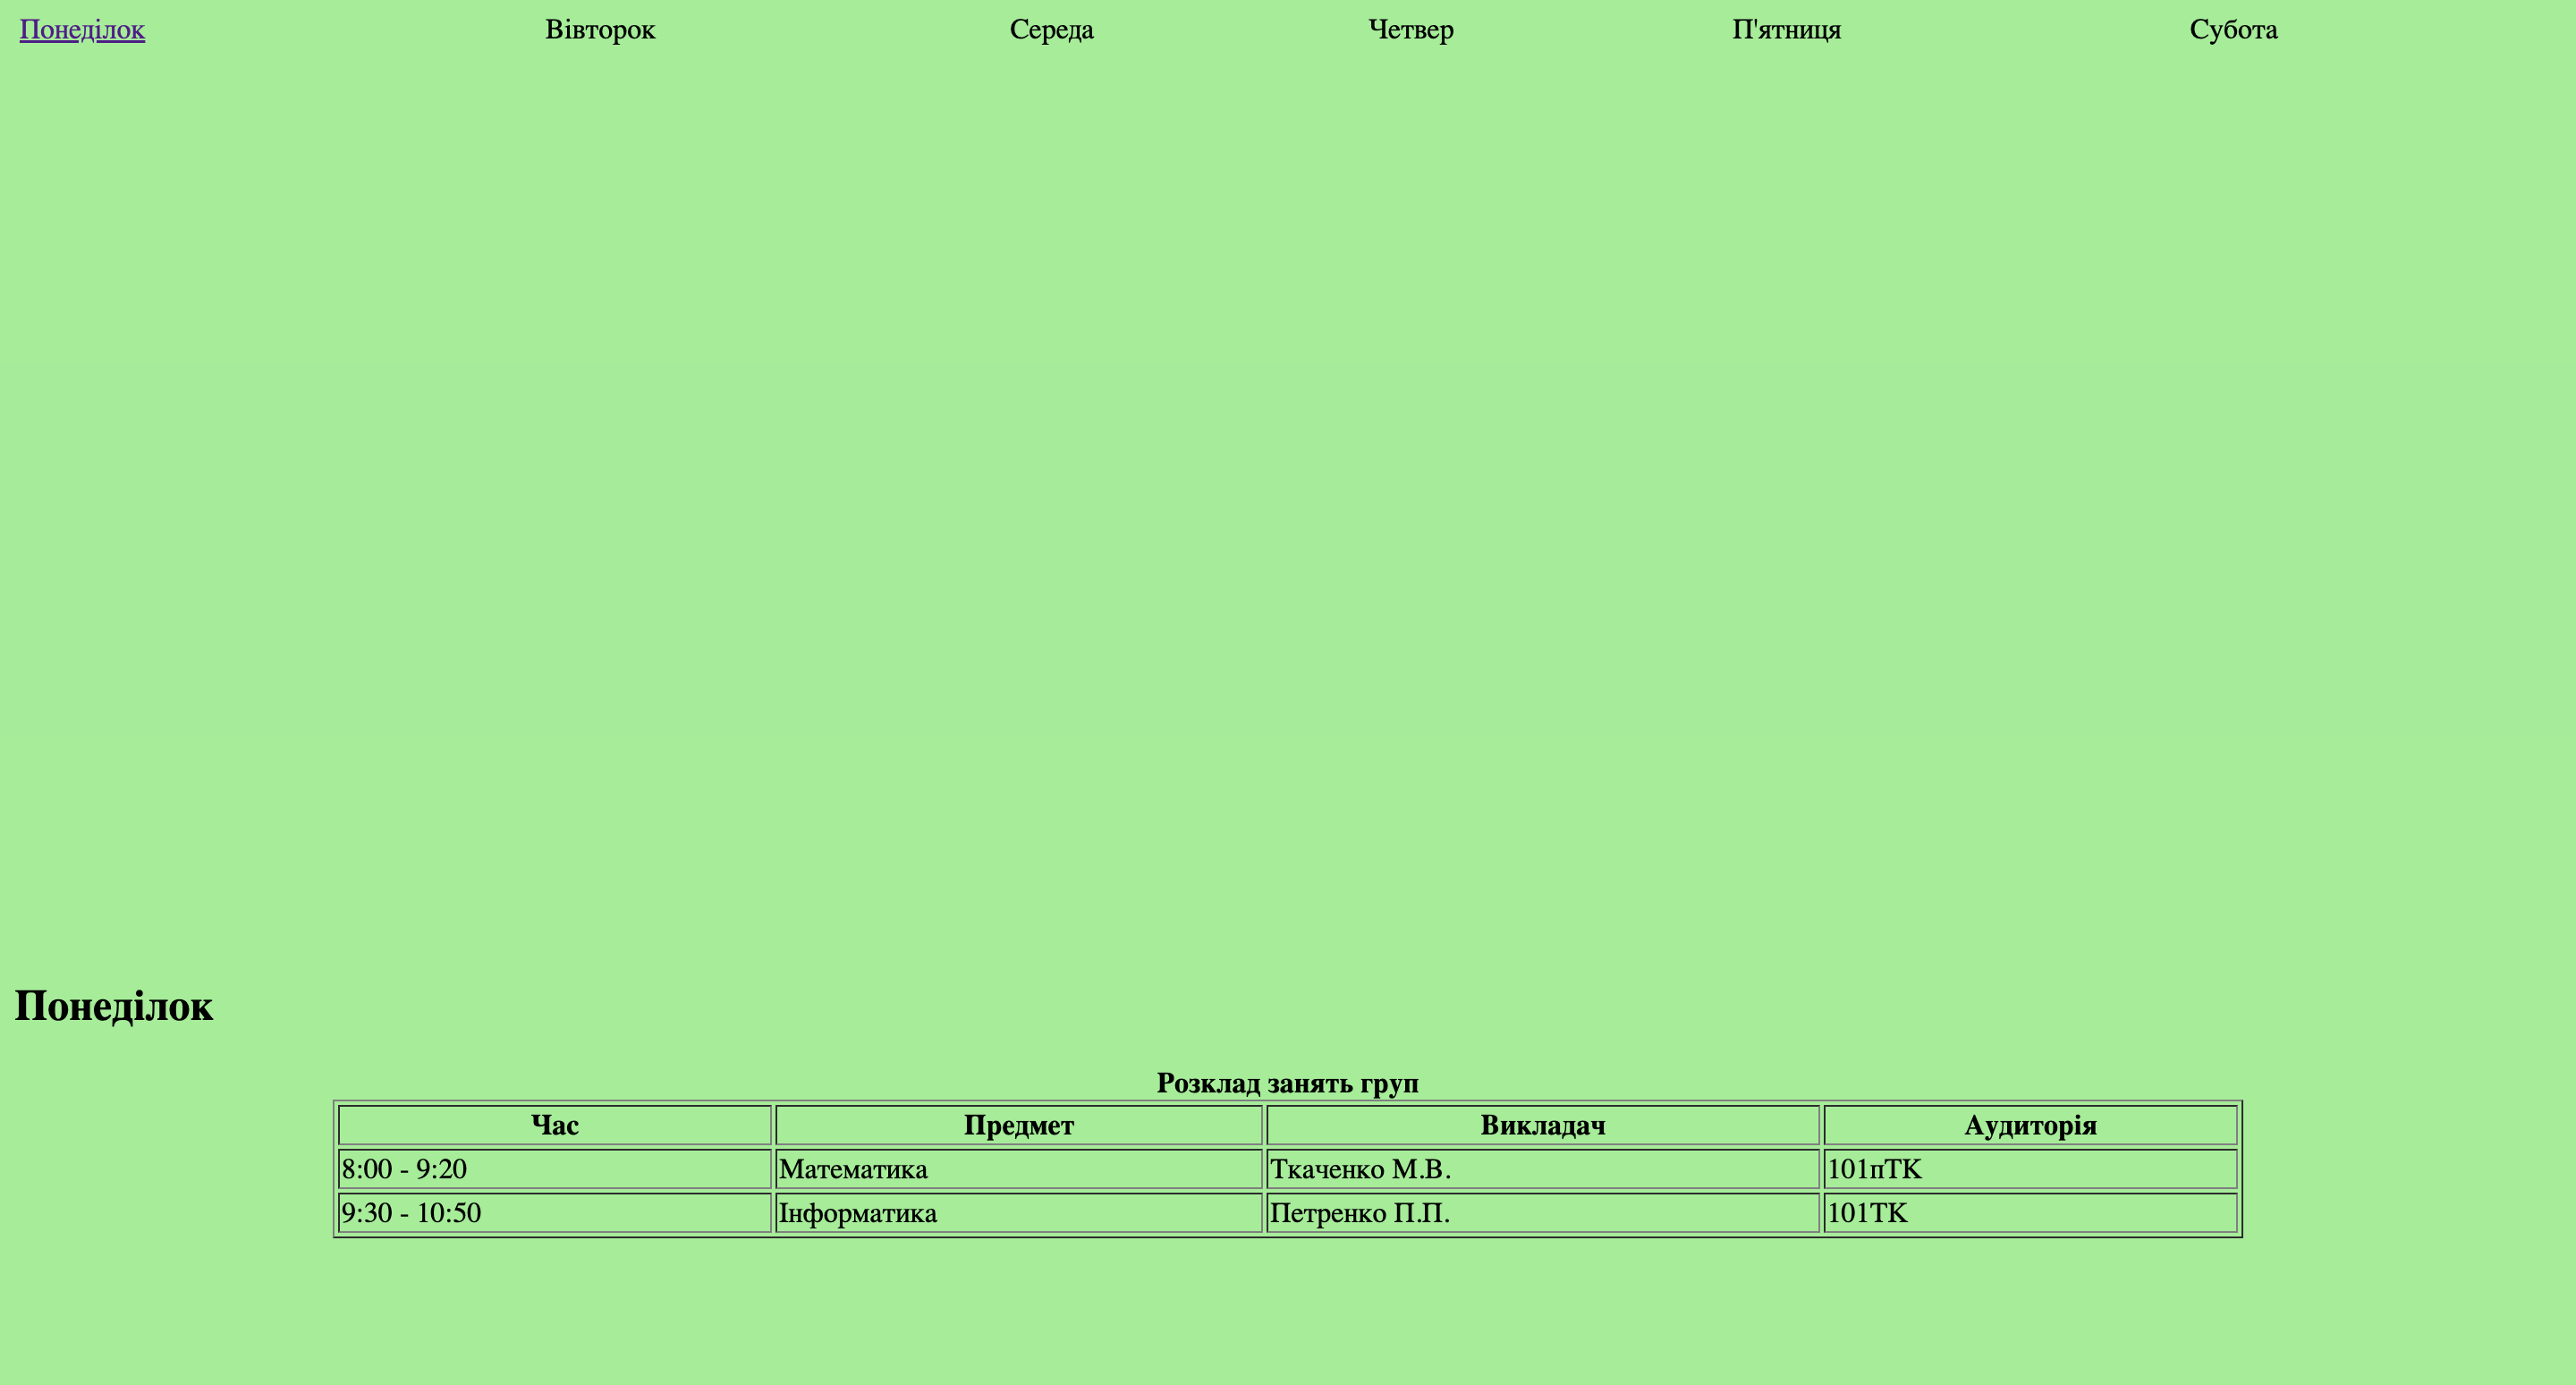 Понеділок Вівторок Середа Четвер П'ятниця Субота
Понеділок
Розклад занять груп
Час Предмет Викладач Аудиторія
8:00 - 9:20 Математика Ткаченко М.В. 101пТК
9:30 - 10:50 Інформатика Петренко П.П. 101ТК